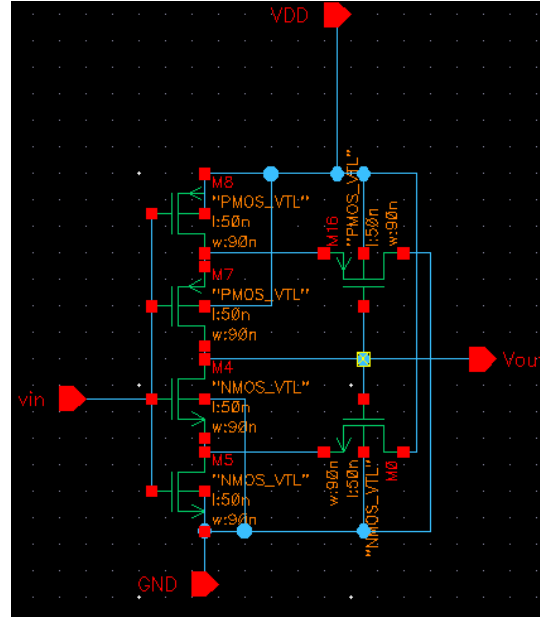 VDD
M8
"PMOS_VTL"
l:50n
w:90n
M16
"PMOS_VTL"
l:50n
w:90n
M7
"PMOS_VTL"
l:50n
w:90n
M4
"NMOS_VTL"
l:50n
w:90n
Vou
vin
M5
"NMOS_VTL"
l:50n
w:90n
w:90n
l:50n
"NMOS_VTL"
M0
GND